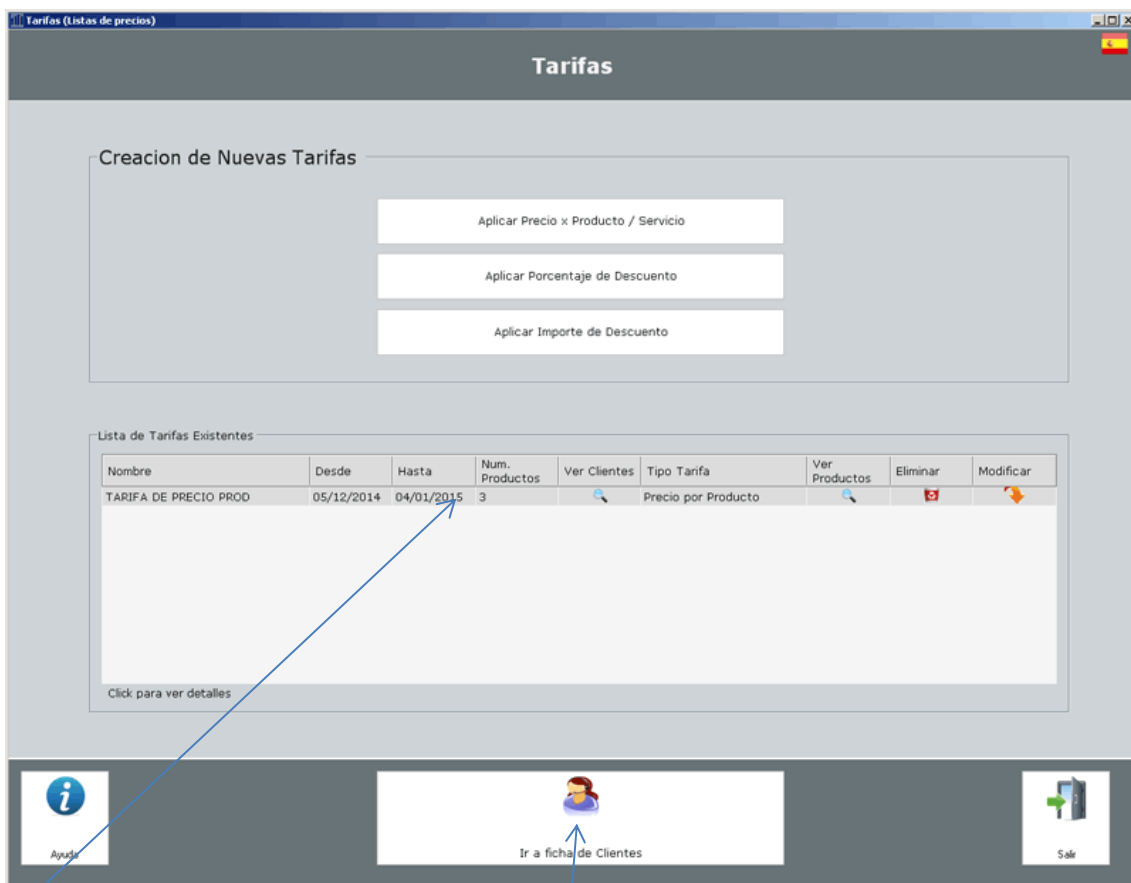 Tarifas (Listas de precios)
Tarifas
Creacion de Nuevas Tarifas
Aplicar Precio x Producto / Servicio
Aplicar Porcentaje de Descuento
Aplicar Importe de Descuento
Lista de Tarifas Existentes
Nombre Desde Hasta Num. Productos Ver Clientes Tipo Tarifa Ver Productos Eliminar Modificar
TARIFA DE PRECIO PROD 05/12/2014 04/01/2015 3 Precio por Producto
Click para ver detalles
Ayuda Ir a ficha de Clientes Salir